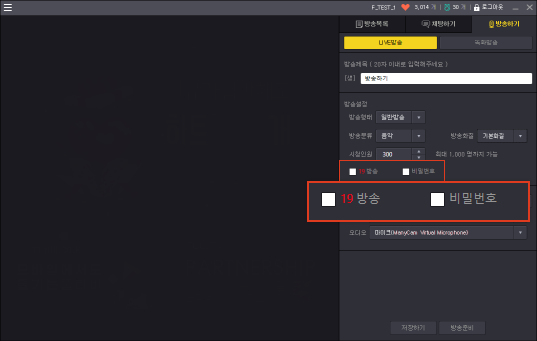 F_TEST_1 3,014 개 30 개 로그아웃
방송목록 채팅하기 방송하기
LIVE방송 녹화방송
방송제목 ( 20자 이내로 입력해주세요 )
[생] 방송하기
방송설정
방송형태 일반방송
방송분류 음악 방송화질 기본화질
시청인원 300 최대 1,000 명까지 가능
19 방송 비밀번호
19 방송 비밀번호
오디오 마이크(ManyCam Virtual Microphone)
저장하기 방송준비